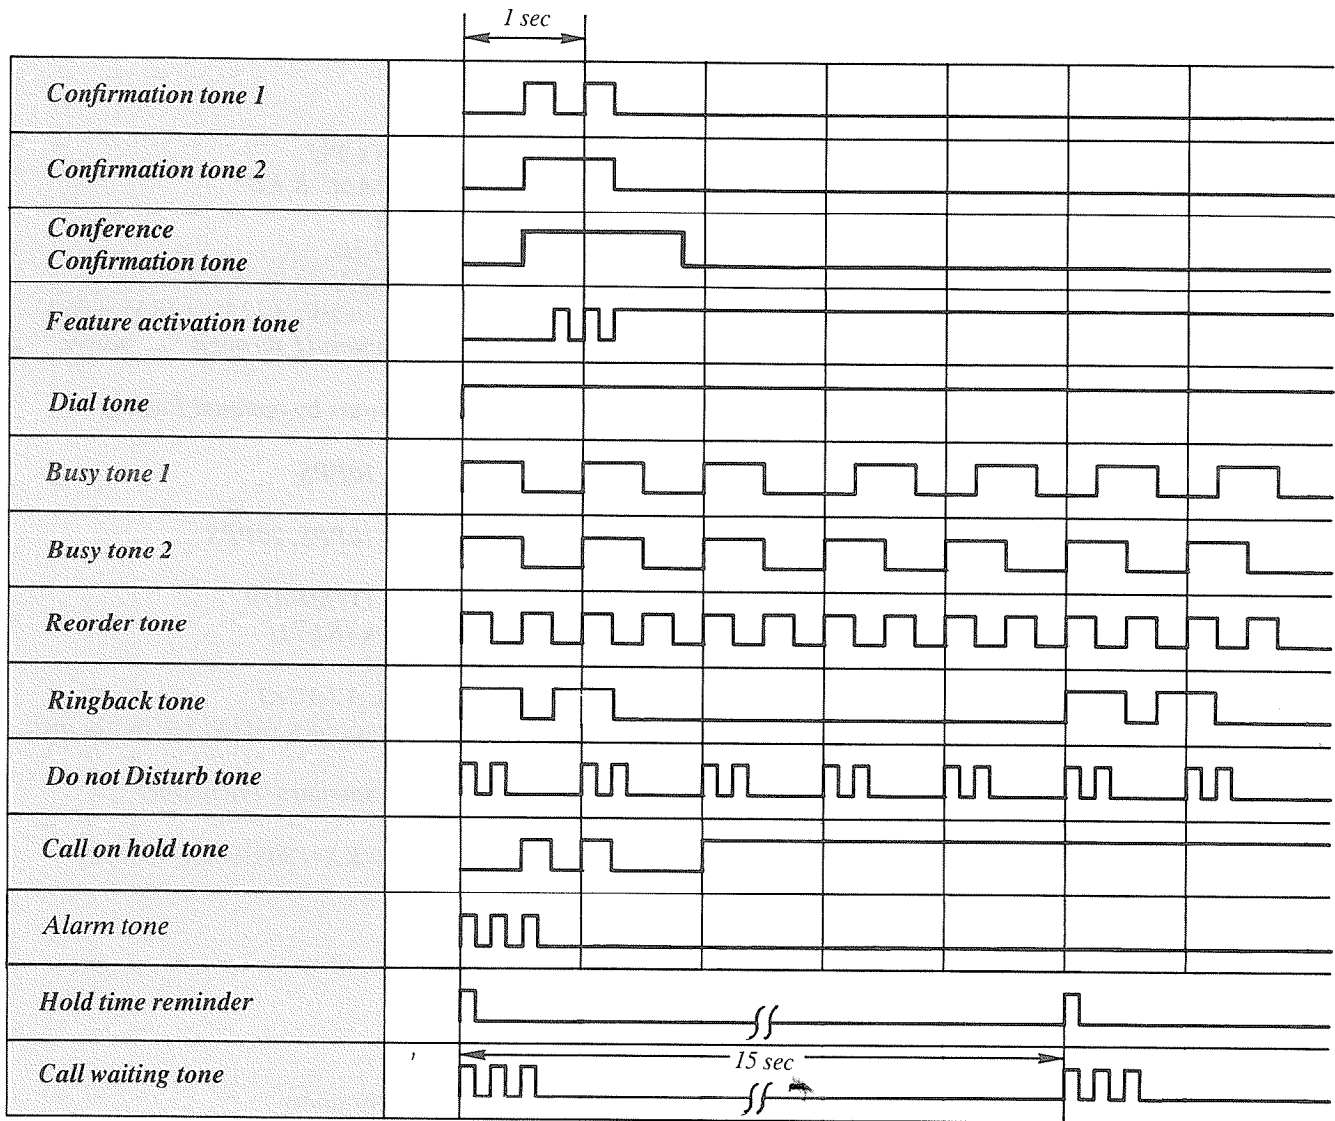 1 sec
Confirmation tone 1
Confirmation tone 2
Conference
Confirmation tone
Feature activation tone
Dial tone
Busy tone 1
Busy tone 2
Reorder tone
Ringback tone
Do not Disturb tone
Call on hold tone
Alarm tone
Hold time reminder
15 sec
Call waiting tone